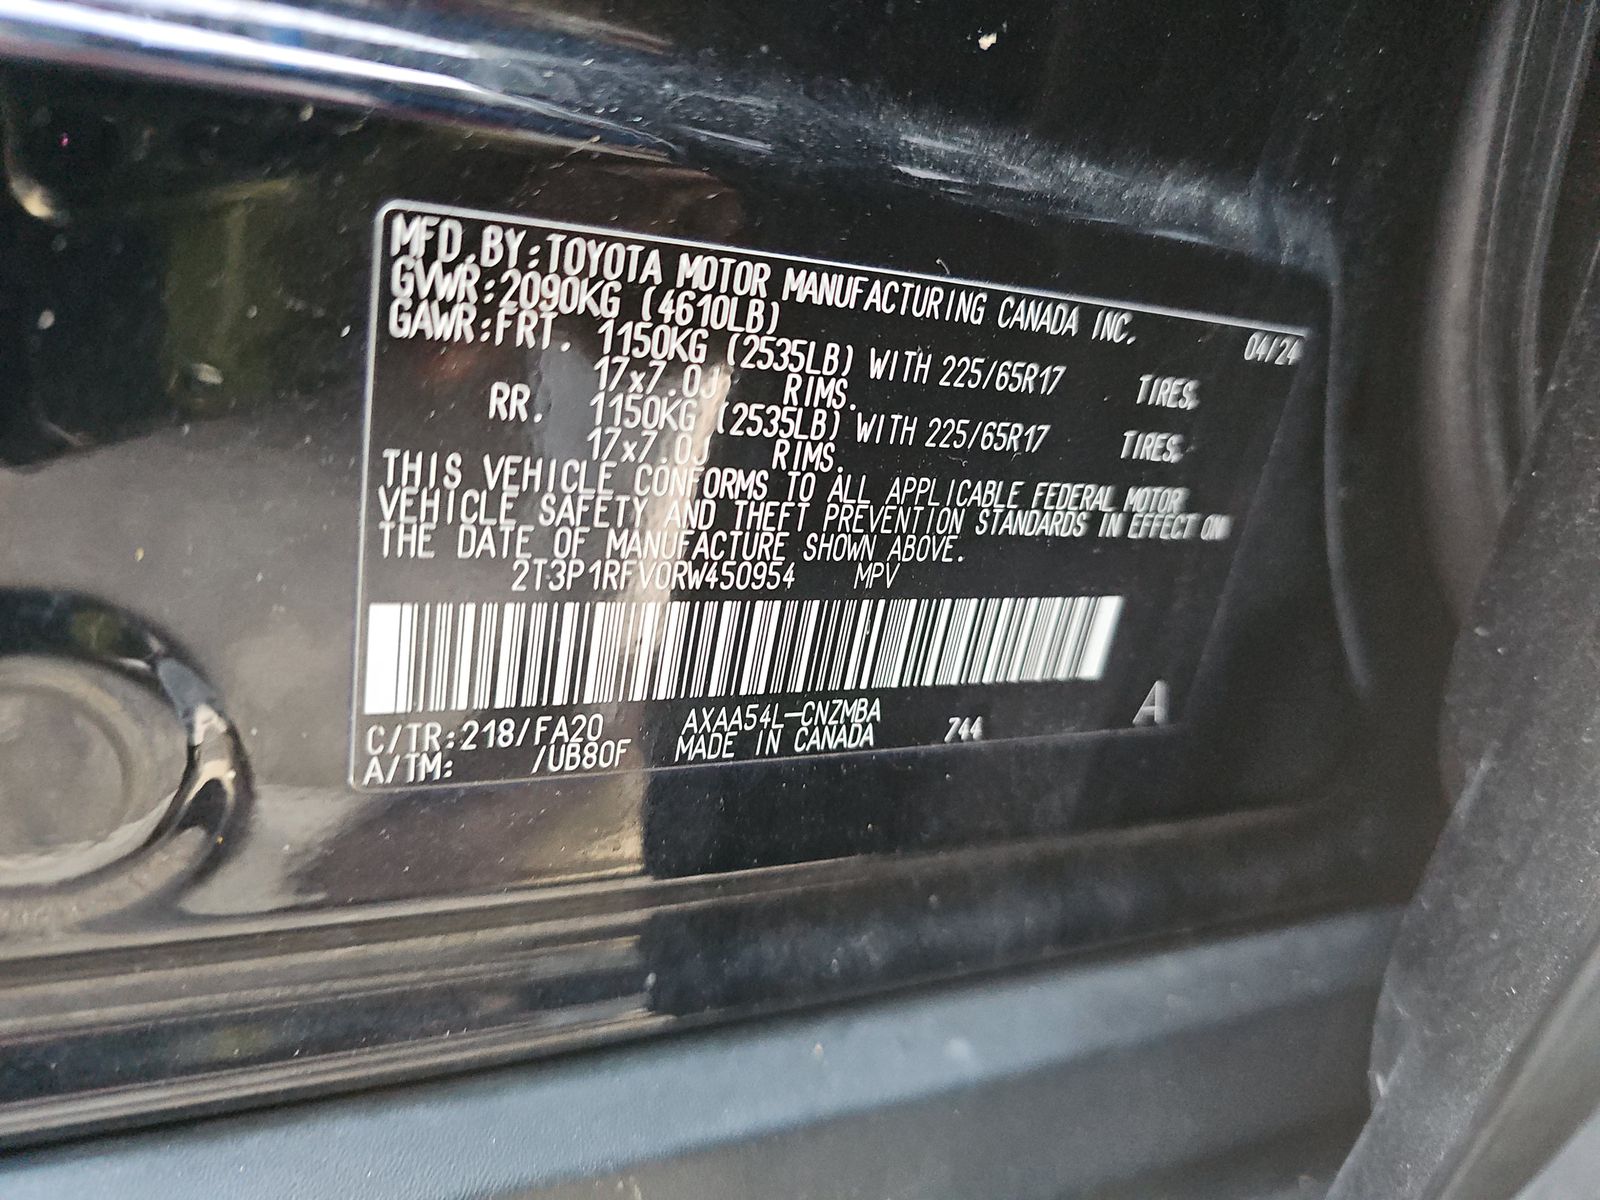 MFD.BY:TOYOTA MOTOR MANUFACTURING CANADA INC. 04/24
GVWR:2090KG (4610LB)
GAWR:FRT. 1150KG (2535LB) WITH 225/65R17 TIRES,
17x7.0J RIMS.
RR. 1150KG (2535LB) WITH 225/65R17 TIRES,
17x7.0J RIMS.
THIS VEHICLE CONFORMS TO ALL APPLICABLE FEDERAL MOTOR
VEHICLE SAFETY AND THEFT PREVENTION STANDARDS IN EFFECT ON
THE DATE OF MANUFACTURE SHOWN ABOVE.
2T3P1RFV0RW450954 MPV
C/TR:218/FA20 AXAA54L-CNZMBA 744 A
A/TM: /UB80F MADE IN CANADA